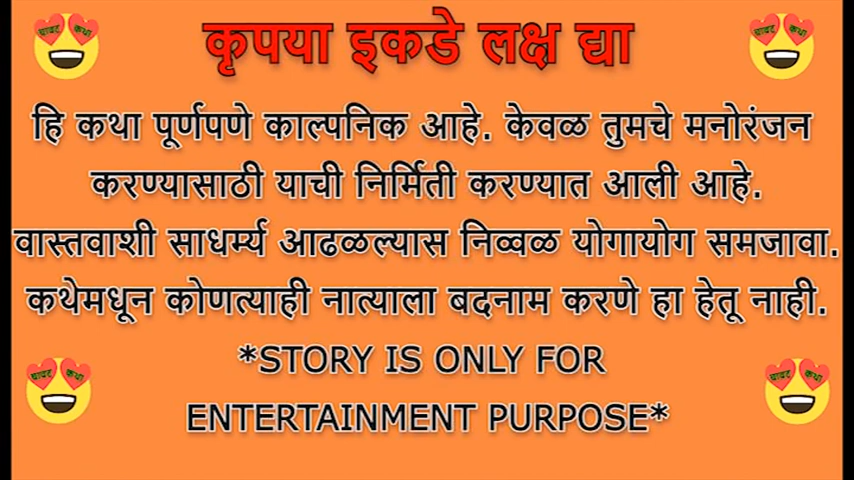 कृपया इकडे लक्ष द्या
हि कथा पूर्णपणे काल्पनिक आहे. केवळ तुमचे मनोरंजन
करण्यासाठी याची निर्मिती करण्यात आली आहे.
वास्तवाशी साधर्म्य आढळल्यास निव्वळ योगायोग समजावा.
कथेमधून कोणत्याही नात्याला बदनाम करणे हा हेतू नाही.
*STORY IS ONLY FOR
ENTERTAINMENT PURPOSE*